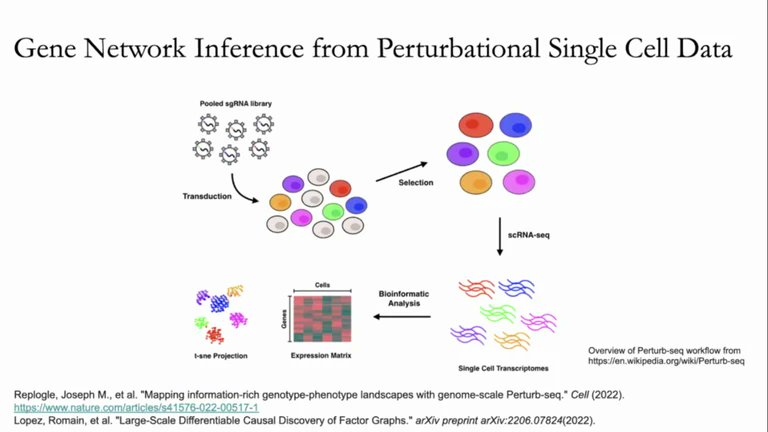 Gene Network Inference from Perturbational Single Cell Data
Pooled sgRNA library
Transduction
Selection
scRNA-seq
Cells
Genes
Bioinformatic
Analysis
t-sne Projection
Expression Matrix
Single Cell Transcriptomes
Overview of Perturb-seq workflow from
https://en.wikipedia.org/wiki/Perturb-seq
Replogle, Joseph M., et al. "Mapping information-rich genotype-phenotype landscapes with genome-scale Perturb-seq." Cell (2022).
https://www.nature.com/articles/s41576-022-00517-1
Lopez, Romain, et al. "Large-Scale Differentiable Causal Discovery of Factor Graphs." arXiv preprint arXiv:2206.07824(2022).